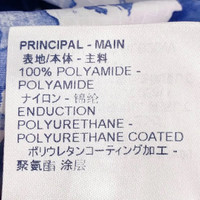 PRINCIPAL - MAIN
表地/本体 - 主料
100% POLYAMIDE -
POLYAMIDE
ナイロン - 锦纶
ENDUCTION
POLYURETHANE -
POLYURETHANE COATED
ポリウレタンコーティング加工 -
聚氨酯 涂层